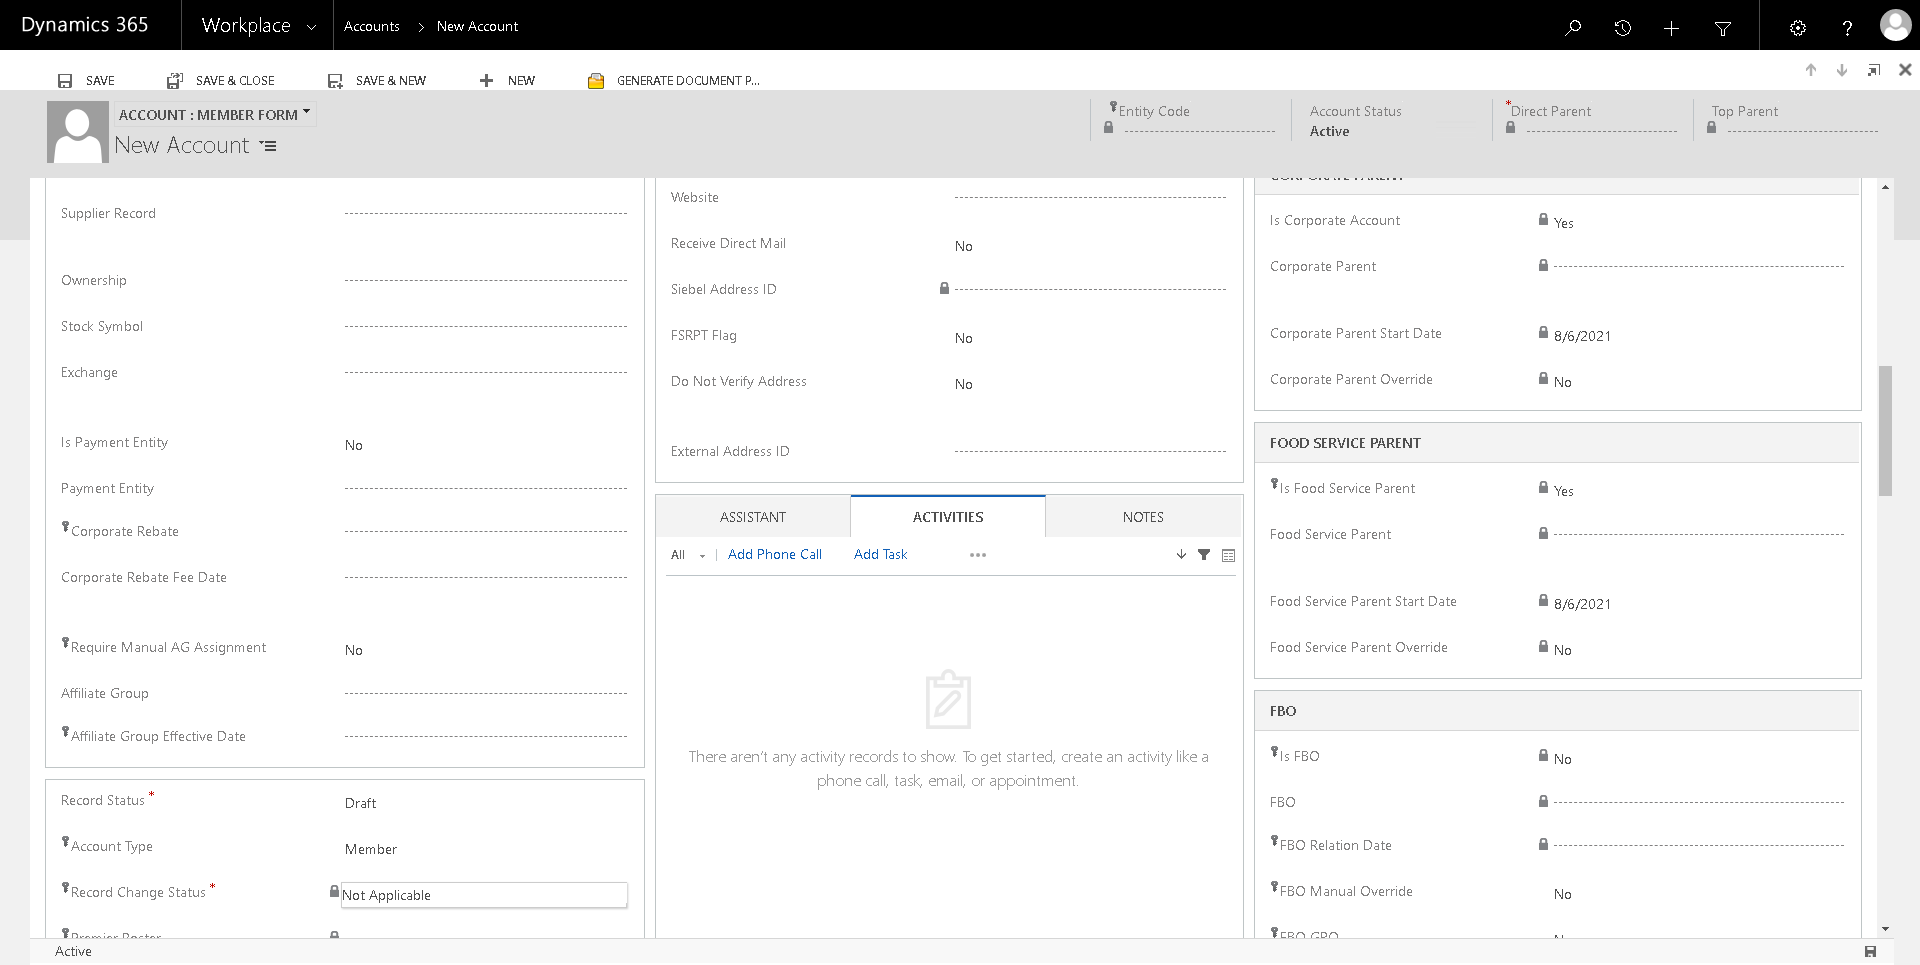 Dynamics 365
Workplace
Accounts > New Account
SAVE
SAVE & CLOSE
SAVE & NEW
NEW
GENERATE DOCUMENT P...
ACCOUNT : MEMBER FORM
New Account
Entity Code
Account Status
Active
*Direct Parent
Top Parent
Supplier Record
Ownership
Stock Symbol
Exchange
Is Payment Entity No
Payment Entity
Corporate Rebate
Corporate Rebate Fee Date
Require Manual AG Assignment No
Affiliate Group
Affiliate Group Effective Date
Record Status * Draft
Account Type Member
Record Change Status * Not Applicable
Premier Roster
Website
Receive Direct Mail No
Siebel Address ID
FSRPT Flag No
Do Not Verify Address No
External Address ID
ASSISTANT
ACTIVITIES
NOTES
All
Add Phone Call
Add Task
There aren't any activity records to show. To get started, create an activity like a
phone call, task, email, or appointment.
CORPORATE PARENT
Is Corporate Account Yes
Corporate Parent
Corporate Parent Start Date 8/6/2021
Corporate Parent Override No
FOOD SERVICE PARENT
Is Food Service Parent Yes
Food Service Parent
Food Service Parent Start Date 8/6/2021
Food Service Parent Override No
FBO
Is FBO No
FBO
FBO Relation Date
FBO Manual Override No
FBO GPO No
Active